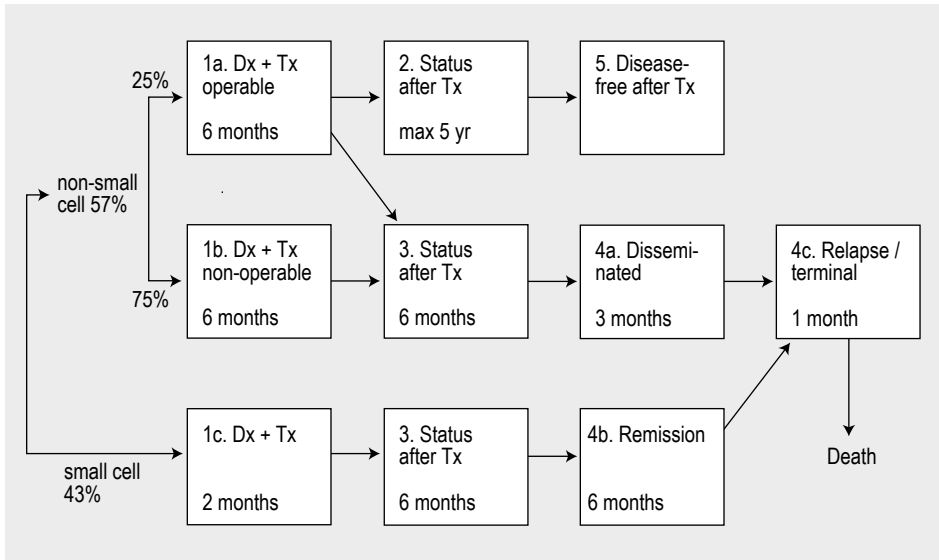 25%
1a. Dx + Tx
operable
6 months
2. Status
after Tx
max 5 yr
5. Disease-
free after Tx
non-small
cell 57%
75%
1b. Dx + Tx
non-operable
6 months
3. Status
after Tx
6 months
4a. Dissemi-
nated
3 months
4c. Relapse /
terminal
1 month
small cell
43%
1c. Dx + Tx
2 months
3. Status
after Tx
6 months
4b. Remission
6 months
Death